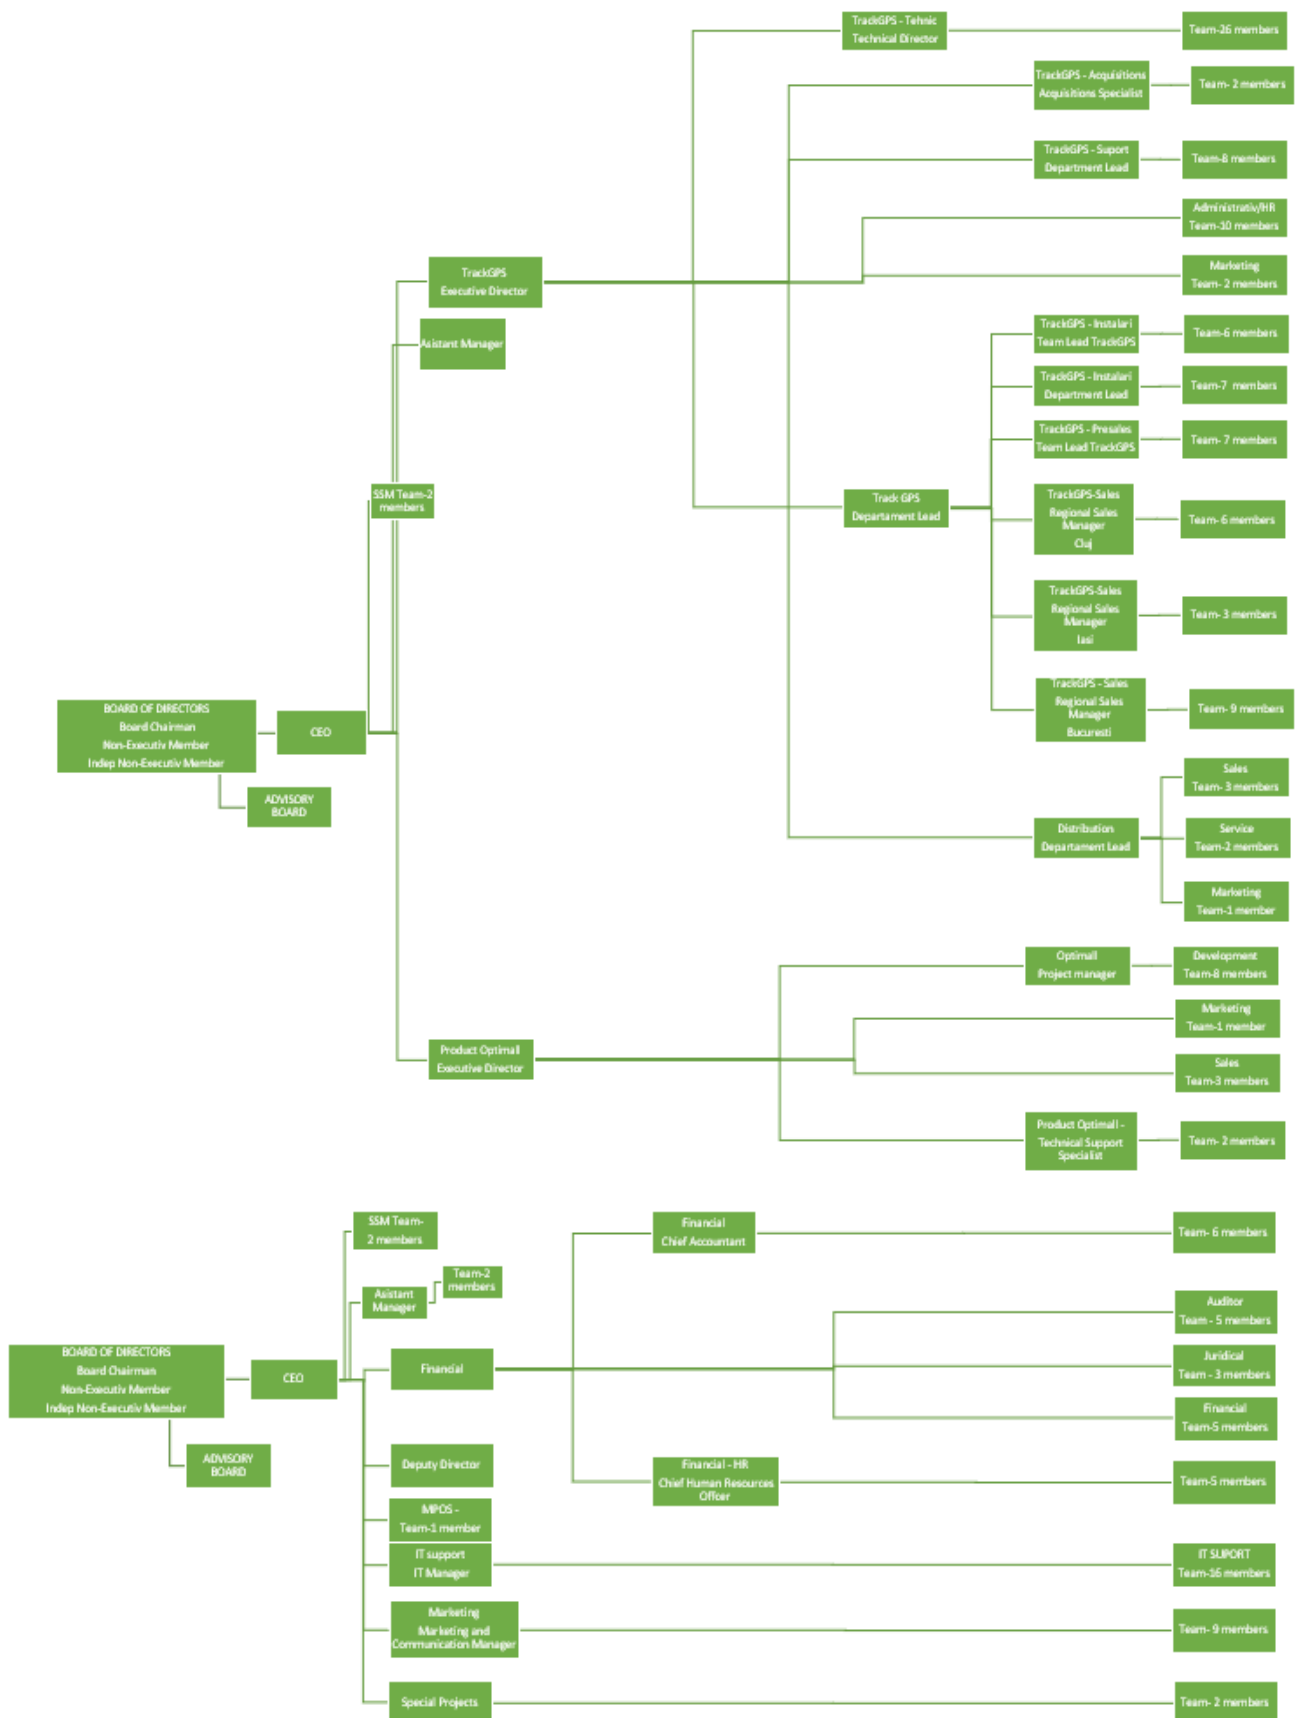 TrackGPS - Tehnic
Technical Director
Team-26 members
TrackGPS - Acquisitions
Acquisitions Specialist
Team- 2 members
TrackGPS - Suport
Department Lead
Team-8 members
Administrativ/HR
Team-10 members
TrackGPS
Executive Director
Marketing
Team- 2 members
Asistant Manager
TrackGPS - Instalari
Team Lead TrackGPS
Team-6 members
TrackGPS - Instalari
Department Lead
Team-7 members
TrackGPS - Presales
Team Lead TrackGPS
Team- 7 members
SSM Team-2
members
Track GPS
Departament Lead
TrackGPS-Sales
Regional Sales
Manager
Cluj
Team- 6 members
TrackGPS-Sales
Regional Sales
Manager
Iasi
Team- 3 members
TrackGPS - Sales
Regional Sales
Manager
Bucuresti
Team- 9 members
BOARD OF DIRECTORS
Board Chairman
Non-Executiv Member
Indep Non-Executiv Member
CEO
ADVISORY
BOARD
Sales
Team- 3 members
Distribution
Departament Lead
Service
Team-2 members
Marketing
Team-1 member
Optimall
Project manager
Development
Team-8 members
Marketing
Team-1 member
Product Optimall
Executive Director
Sales
Team-3 members
Product Optimall -
Technical Support
Specialist
Team- 2 members
SSM Team-
2 members
Financial
Chief Accountant
Team- 6 members
Asistant
Manager
Team-2
members
Auditor
Team - 5 members
BOARD OF DIRECTORS
Board Chairman
Non-Executiv Member
Indep Non-Executiv Member
CEO
Financial
Juridical
Team - 3 members
Financial
Team-5 members
ADVISORY
BOARD
Deputy Director
Financial - HR
Chief Human Resources
Offcer
Team-5 members
MPOS -
Team-1 member
IT support
IT Manager
IT SUPORT
Team-16 members
Marketing
Marketing and
Communication Manager
Team- 9 members
Special Projects
Team- 2 members